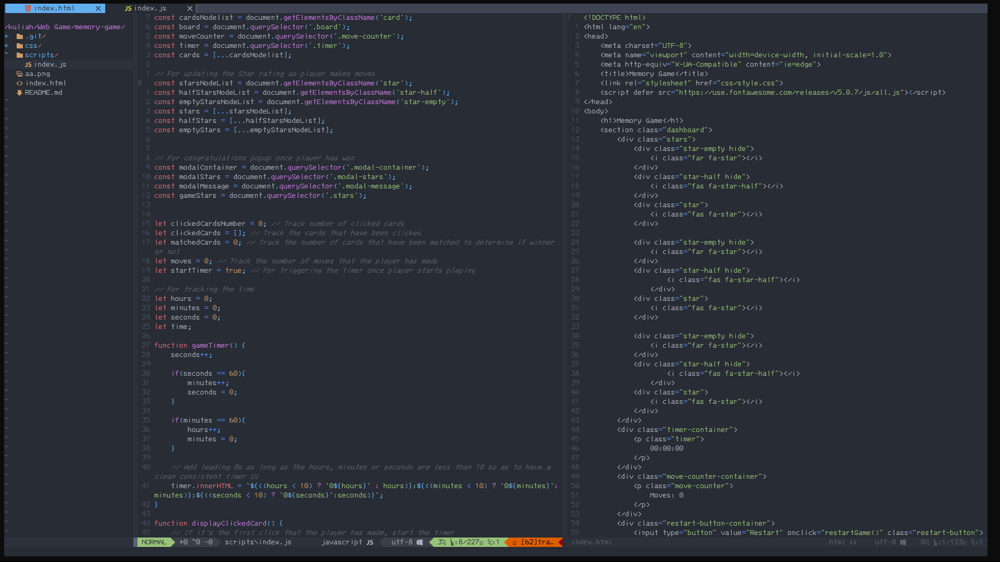 index.html ×
JS index.js ×
/kuliah/Web Game/memory-game/
+ .git/
+ css/
~ scripts/
JS index.js
aa.png
<> index.html
README.md
7 const cardsNodelist = document.getElementsByClassName('card');
6 const board = document.querySelector('.board');
5 const moveCounter = document.querySelector('.move-counter');
4 const timer = document.querySelector('.timer');
3 const cards = [...cardsNodelist];
2
1 // For updating the Star rating as player makes moves
8 const starsNodeList = document.getElementsByClassName('star');
1 const halfStarsNodeList = document.getElementsByClassName('star-half');
2 const emptyStarsNodeList = document.getElementsByClassName('star-empty');
3 const stars = [...starsNodeList];
4 const halfStars = [...halfStarsNodeList];
5 const emptyStars = [...emptyStarsNodeList];
6
7
8 // For congratulations popup once player has won
9 const modalContainer = document.querySelector('.modal-container');
10 const modalStars = document.querySelector('.modal-stars');
11 const modalMessage = document.querySelector('.modal-message');
12 const gameStars = document.querySelector('.stars');
13
14
15 let clickedCardsNumber = 0; // Track number of clicked cards
16 let clickedCards = []; // Track the cards that have been clicked
17 let matchedCards = 0; // Track the number of cards that have been matched to determine if winner
or not
18 let moves = 0; // Track the number of moves that the player has made
19 let startTimer = true; // For triggering the timer once player starts playing
20
21 // For tracking the time
22 let hours = 0;
23 let minutes = 0;
24 let seconds = 0;
25 let time;
26
27 function gameTimer() {
28     seconds++;
29
30     if(seconds == 60){
31         minutes++;
32         seconds = 0;
33     }
34
35     if(minutes == 60){
36         hours++;
37         minutes = 0;
38     }
39
40     // Add leading 0s as long as the hours, minutes or seconds are less than 10 so as to have a
clean consistent timer UI
41     timer.innerHTML = `${((hours < 10) ? `0${hours}` : hours)}:${((minutes < 10) ? `0${minutes}`:
minutes)}:${((seconds < 10) ? `0${seconds}`:seconds)}`;
42 }
43
44 function displayClickedCard() {
45     // If it's the first click that the player has made, start the timer
NORMAL +0 ~0 -0 scripts\index.js javascript JS utf-8 3% :8/227 :1 [62]tra…
1 <!DOCTYPE html>
1 <html lang="en">
2 <head>
3     <meta charset="UTF-8">
4     <meta name="viewport" content="width=device-width, initial-scale=1.0">
5     <meta http-equiv="X-UA-Compatible" content="ie=edge">
6     <title>Memory Game</title>
7     <link rel="stylesheet" href="css/style.css">
8     <script defer src="https://use.fontawesome.com/releases/v5.0.7/js/all.js"></script>
9 </head>
10 <body>
11     <h1>Memory Game</h1>
12     <section class="dashboard">
13         <div class="stars">
14             <div class="star-empty hide">
15                 <i class="far fa-star"></i>
16             </div>
17             <div class="star-half hide">
18                 <i class="fas fa-star-half"></i>
19             </div>
20             <div class="star">
21                 <i class="fas fa-star"></i>
22             </div>
23
24             <div class="star-empty hide">
25                 <i class="far fa-star"></i>
26             </div>
27             <div class="star-half hide">
28                     <i class="fas fa-star-half"></i>
29                 </div>
30             <div class="star">
31                 <i class="fas fa-star"></i>
32             </div>
33
34             <div class="star-empty hide">
35                 <i class="far fa-star"></i>
36             </div>
37             <div class="star-half hide">
38                     <i class="fas fa-star-half"></i>
39                 </div>
40             <div class="star">
41                 <i class="fas fa-star"></i>
42             </div>
43         </div>
44         <div class="timer-container">
45             <p class="timer">
46                 00:00:00
47             </p>
48         </div>
49         <div class="move-counter-container">
50             <p class="move-counter">
51                 Moves: 0
52             </p>
53         </div>
54         <div class="restart-button-container">
55             <input type="button" value="Restart" onclick="restartGame()" class="restart-button">
index.html html <> utf-8 0% :1/123 :1